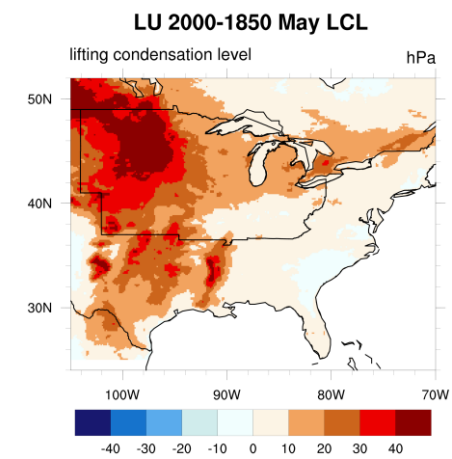 LU 2000-1850 May LCL
lifting condensation level hPa
50N
40N
30N
100W 90W 80W 70W
-40 -30 -20 -10 0 10 20 30 40